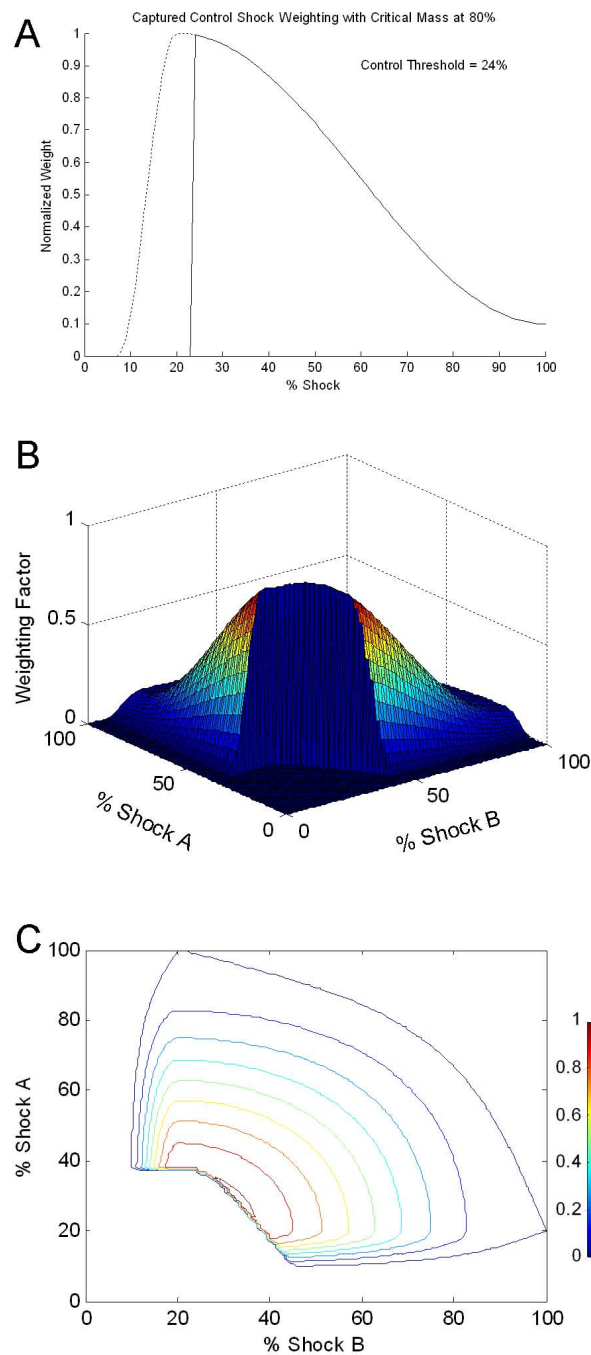 A
Captured Control Shock Weighting with Critical Mass at 80%
Control Threshold = 24%
Normalized Weight
1
0.9
0.8
0.7
0.6
0.5
0.4
0.3
0.2
0.1
0
0 10 20 30 40 50 60 70 80 90 100
% Shock
B
Weighting Factor
1
0.5
0
100
50
0
% Shock A
0
50
100
% Shock B
C
% Shock A
100
80
60
40
20
0
0 20 40 60 80 100
% Shock B
1
0.8
0.6
0.4
0.2
0